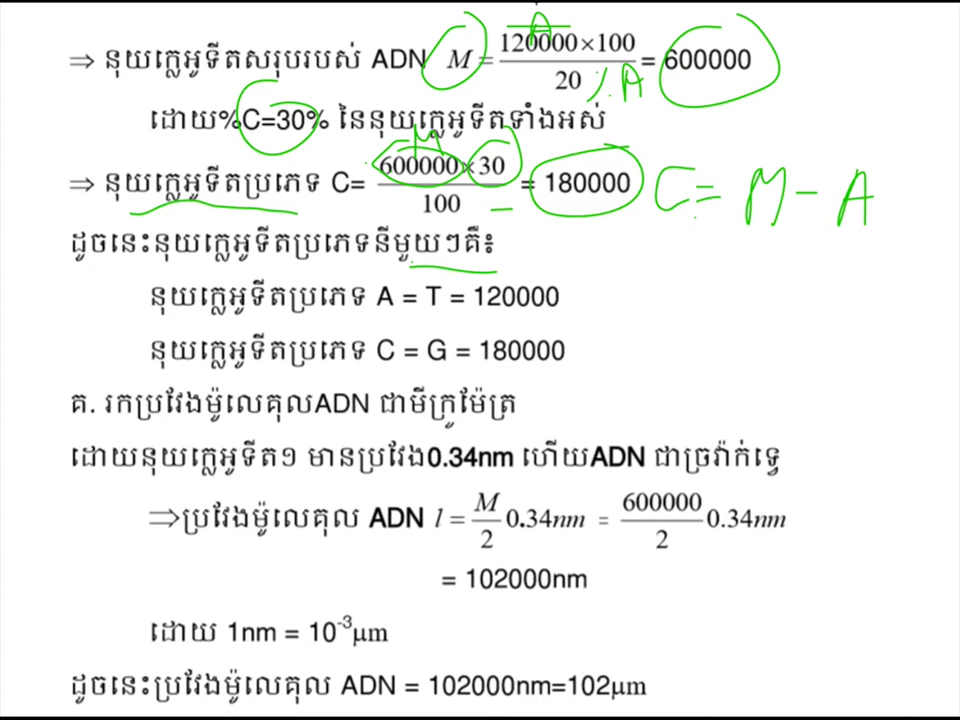 ⇒ នុយក្លេអូទីតសរុបរបស់ ADN M = 120000×100 / 20 = 600000
A
% A
ដោយ%C=30% នៃនុយក្លេអូទីតទាំងអស់
M
⇒ នុយក្លេអូទីតប្រភេទ C= 600000×30 / 100 = 180000 C = M - A
ដូចនេះនុយក្លេអូទីតប្រភេទនីមួយៗគឺ៖
នុយក្លេអូទីតប្រភេទ A = T = 120000
នុយក្លេអូទីតប្រភេទ C = G = 180000
គ. រកប្រវែងម៉ូលេគុលADN ជាមីក្រូម៉ែត្រ
ដោយនុយក្លេអូទីត១ មានប្រវែង0.34nm ហើយADN ជាច្រវ៉ាក់ទ្វេ
⇒ប្រវែងម៉ូលេគុល ADN l = M / 2 0.34nm = 600000 / 2 0.34nm
= 102000nm
ដោយ 1nm = 10⁻³μm
ដូចនេះប្រវែងម៉ូលេគុល ADN = 102000nm=102μm